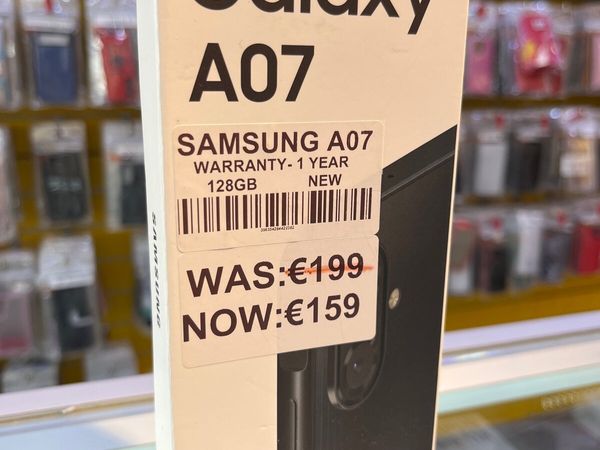 Galaxy
A07
SAMSUNG A07
WARRANTY- 1 YEAR
128GB NEW
WAS:€199
NOW:€159
SAMSUNG